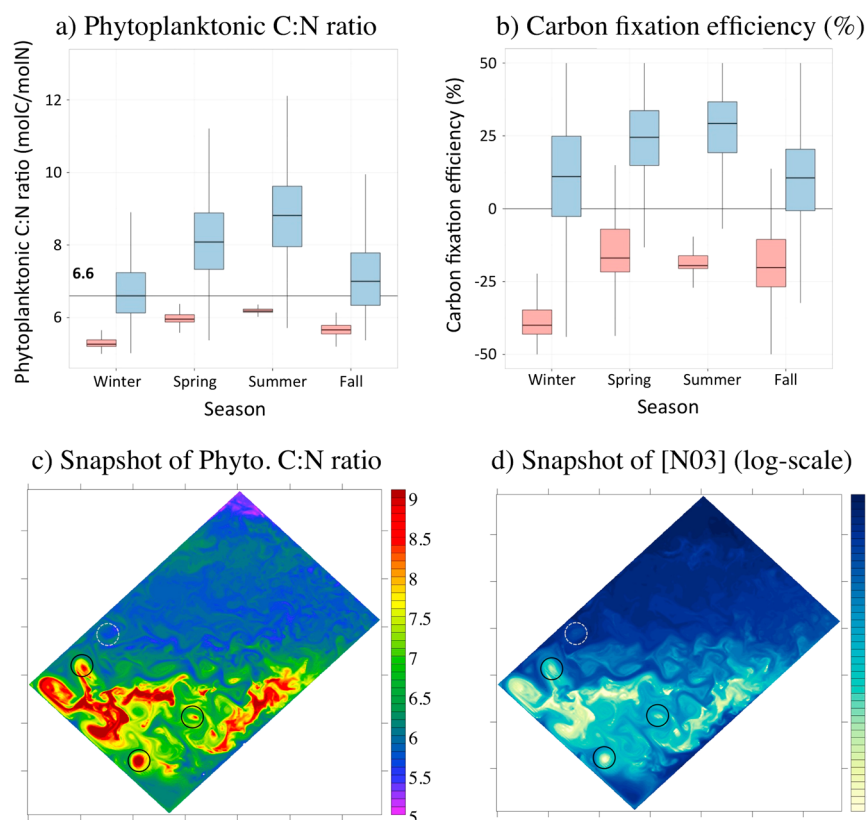 a) Phytoplanktonic C:N ratio
Phytoplanktonic C:N ratio (molC/molN)
12
10
8
6.6
6
Winter
Spring
Summer
Fall
Season
b) Carbon fixation efficiency (%)
Carbon fixation efficiency (%)
50
25
0
-25
-50
Winter
Spring
Summer
Fall
Season
c) Snapshot of Phyto. C:N ratio
9
8.5
8
7.5
7
6.5
6
5.5
5
d) Snapshot of [N03] (log-scale)